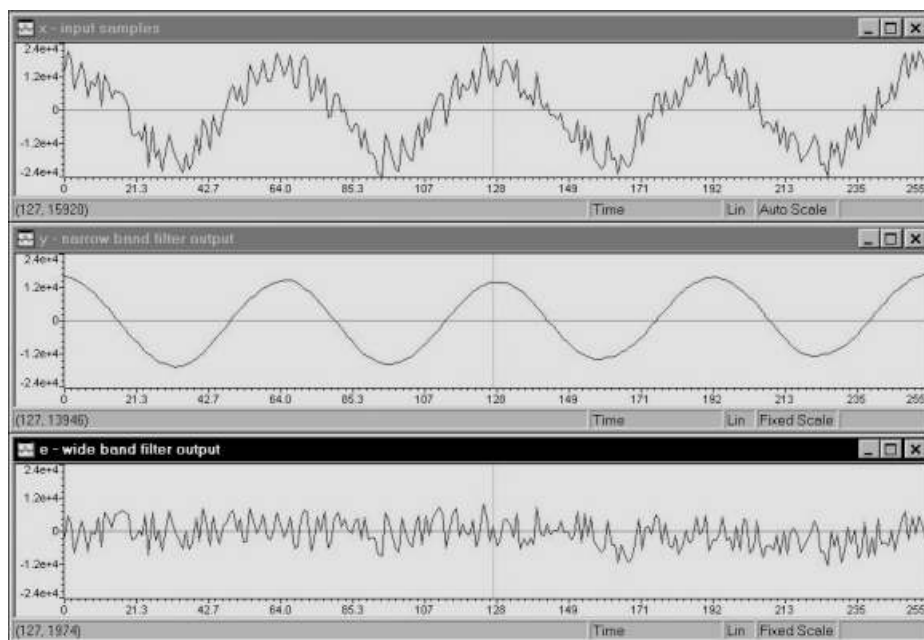 x - input samples
2.4e+4
1.2e+4
0
-1.2e+4
-2.4e+4
0 21.3 42.7 64.0 85.3 107 128 149 171 192 213 235 255
(127, 15920) Time Lin Auto Scale
y - narrow band filter output
2.4e+4
1.2e+4
0
-1.2e+4
-2.4e+4
0 21.3 42.7 64.0 85.3 107 128 149 171 192 213 235 255
(127, 13946) Time Lin Fixed Scale
e - wide band filter output
2.4e+4
1.2e+4
0
-1.2e+4
-2.4e+4
0 21.3 42.7 64.0 85.3 107 128 149 171 192 213 235 255
(127, 1974) Time Lin Fixed Scale